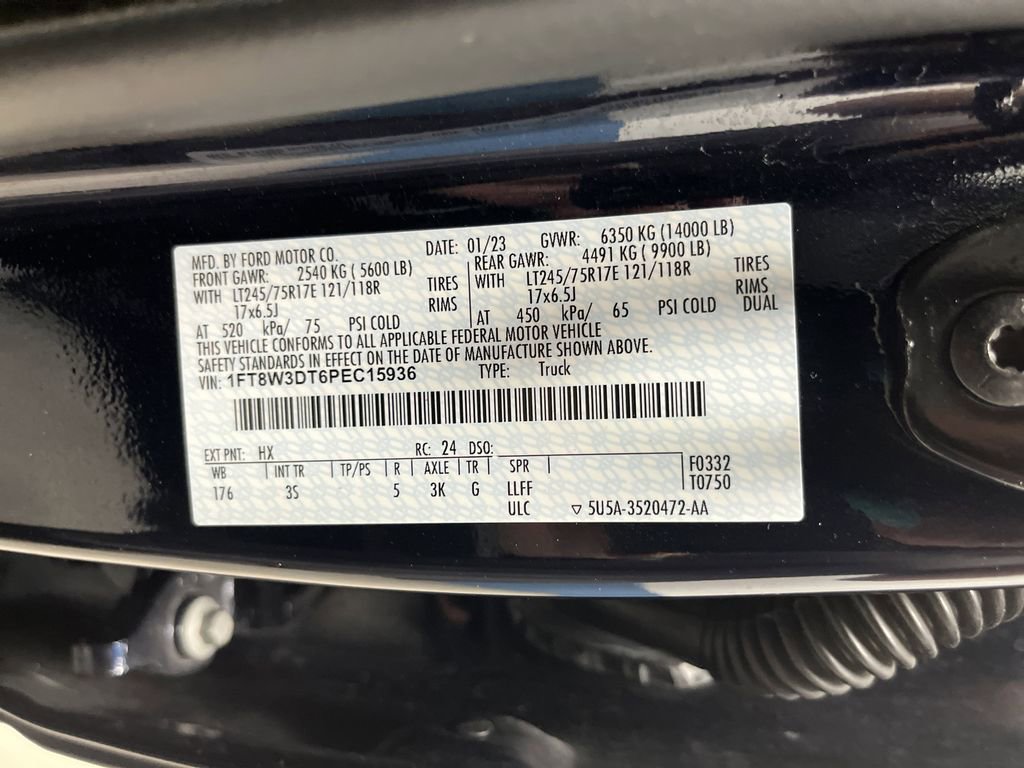 MFD. BY FORD MOTOR CO. DATE: 01/23 GVWR: 6350 KG (14000 LB)
FRONT GAWR: 2540 KG ( 5600 LB) REAR GAWR: 4491 KG ( 9900 LB)
WITH LT245/75R17E 121/118R TIRES WITH LT245/75R17E 121/118R TIRES
17x6.5J RIMS 17x6.5J RIMS
AT 520 kPa/ 75 PSI COLD AT 450 kPa/ 65 PSI COLD DUAL
THIS VEHICLE CONFORMS TO ALL APPLICABLE FEDERAL MOTOR VEHICLE
SAFETY STANDARDS IN EFFECT ON THE DATE OF MANUFACTURE SHOWN ABOVE.
VIN: 1FT8W3DT6PEC15936 TYPE: Truck
EXT PNT: HX RC: 24 DSO:
WB INT TR TP/PS R AXLE TR SPR F0332
176 3S 5 3K G LLFF T0750
ULC ▽ 5U5A-3520472-AA